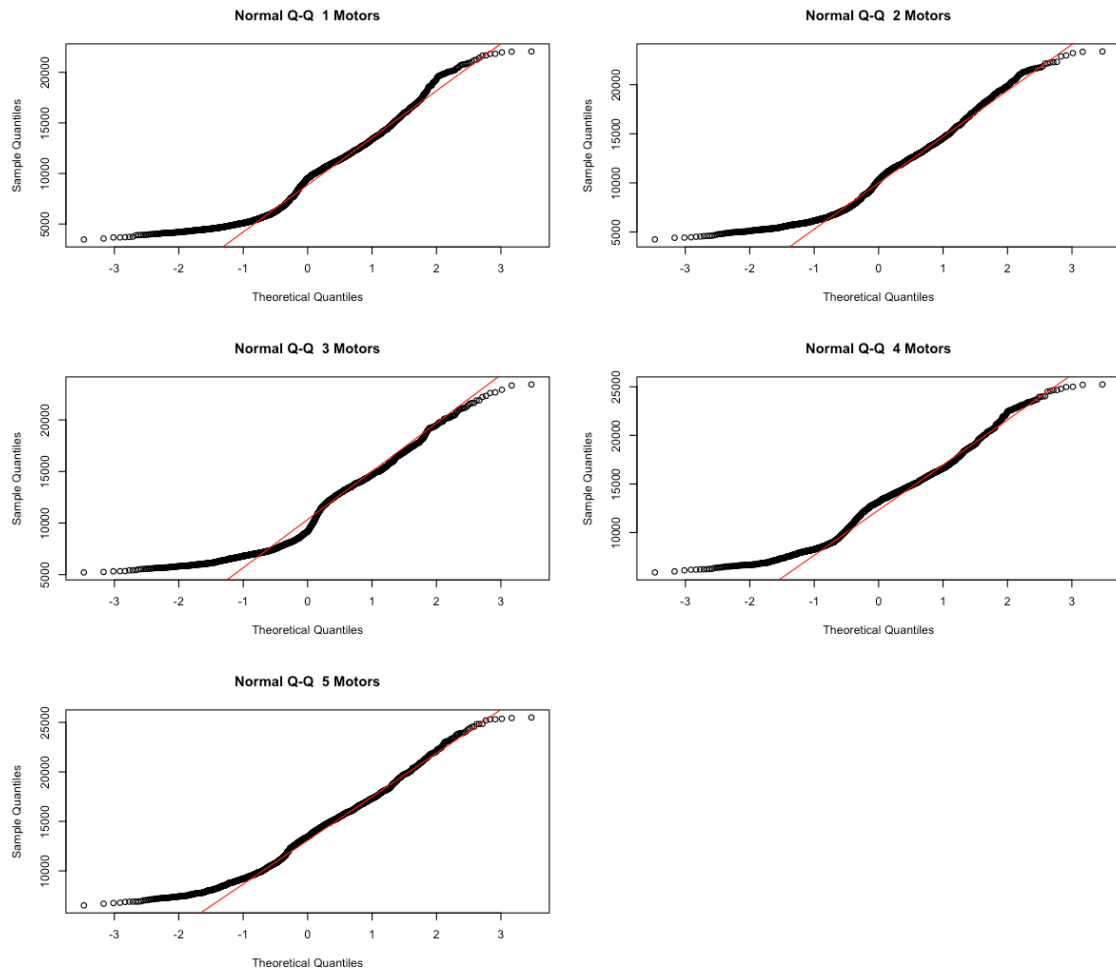 Normal Q-Q  1 Motors
Sample Quantiles
5000 10000 15000 20000
-3 -2 -1 0 1 2 3
Theoretical Quantiles
Normal Q-Q  2 Motors
Sample Quantiles
5000 10000 15000 20000
-3 -2 -1 0 1 2 3
Theoretical Quantiles
Normal Q-Q  3 Motors
Sample Quantiles
5000 10000 15000 20000
-3 -2 -1 0 1 2 3
Theoretical Quantiles
Normal Q-Q  4 Motors
Sample Quantiles
10000 15000 20000 25000
-3 -2 -1 0 1 2 3
Theoretical Quantiles
Normal Q-Q  5 Motors
Sample Quantiles
10000 15000 20000 25000
-3 -2 -1 0 1 2 3
Theoretical Quantiles